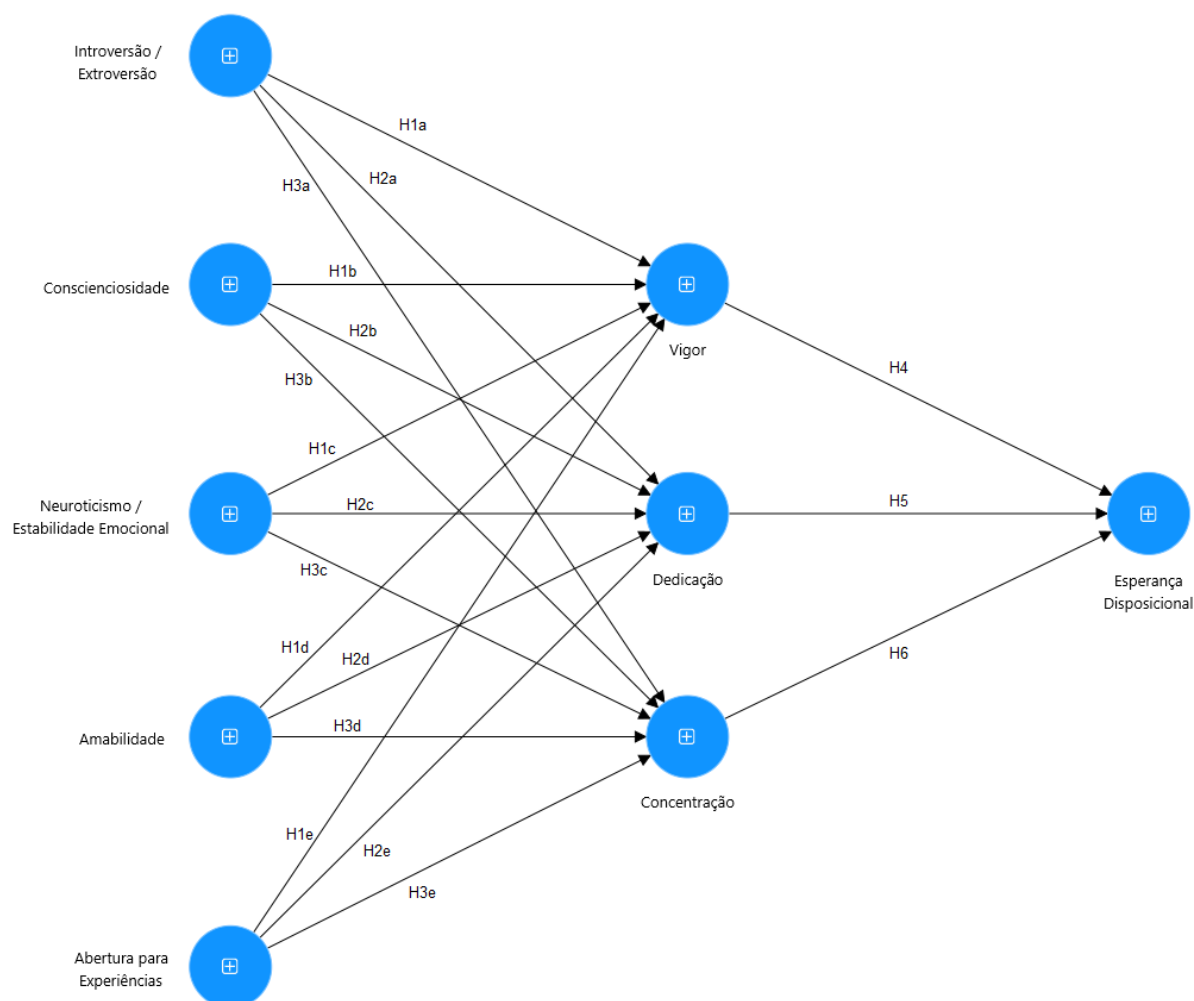 Introversão /
Extroversão
H1a
H2a
H3a
Conscienciosidade
H1b
H2b
H3b
Vigor
H4
Neuroticismo /
Estabilidade Emocional
H1c
H2c
H3c
Dedicação
H5
Esperança
Disposicional
Amabilidade
H1d
H2d
H3d
Concentração
H6
Abertura para
Experiências
H1e
H2e
H3e